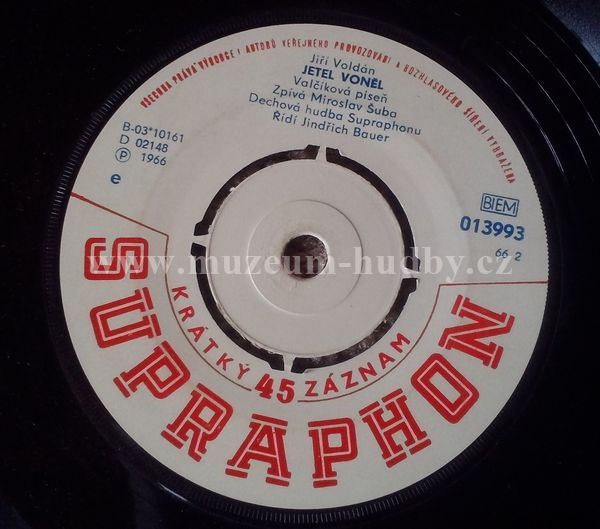 VŠECHNA PRÁVA VÝROBCE I AUTORŮ VEŘEJNÉHO PROVOZOVÁNÍ A ROZHLASOVÉHO ŠÍŘENÍ VYHRAZENA
Jiří Voldán
JETEL VONĚL
Valčíková píseň
Zpívá Miroslav Šuba
Dechová hudba Supraphonu
Řídí Jindřich Bauer
B-03*10161
D 02148
Ⓟ 1966
e
BIEM
013993
66 2
www.muzeum-hudby.cz
KRÁTKÝ 45 ZÁZNAM
SUPRAPHON